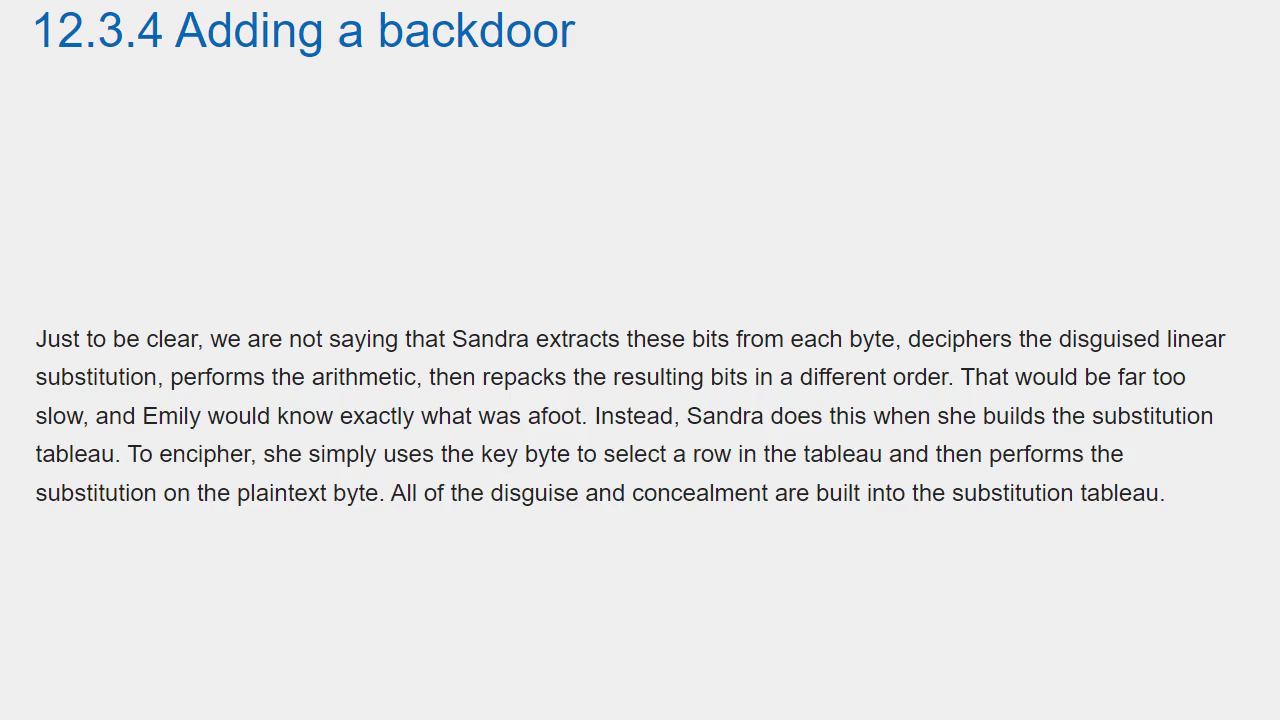 12.3.4 Adding a backdoor
Just to be clear, we are not saying that Sandra extracts these bits from each byte, deciphers the disguised linear
substitution, performs the arithmetic, then repacks the resulting bits in a different order. That would be far too
slow, and Emily would know exactly what was afoot. Instead, Sandra does this when she builds the substitution
tableau. To encipher, she simply uses the key byte to select a row in the tableau and then performs the
substitution on the plaintext byte. All of the disguise and concealment are built into the substitution tableau.